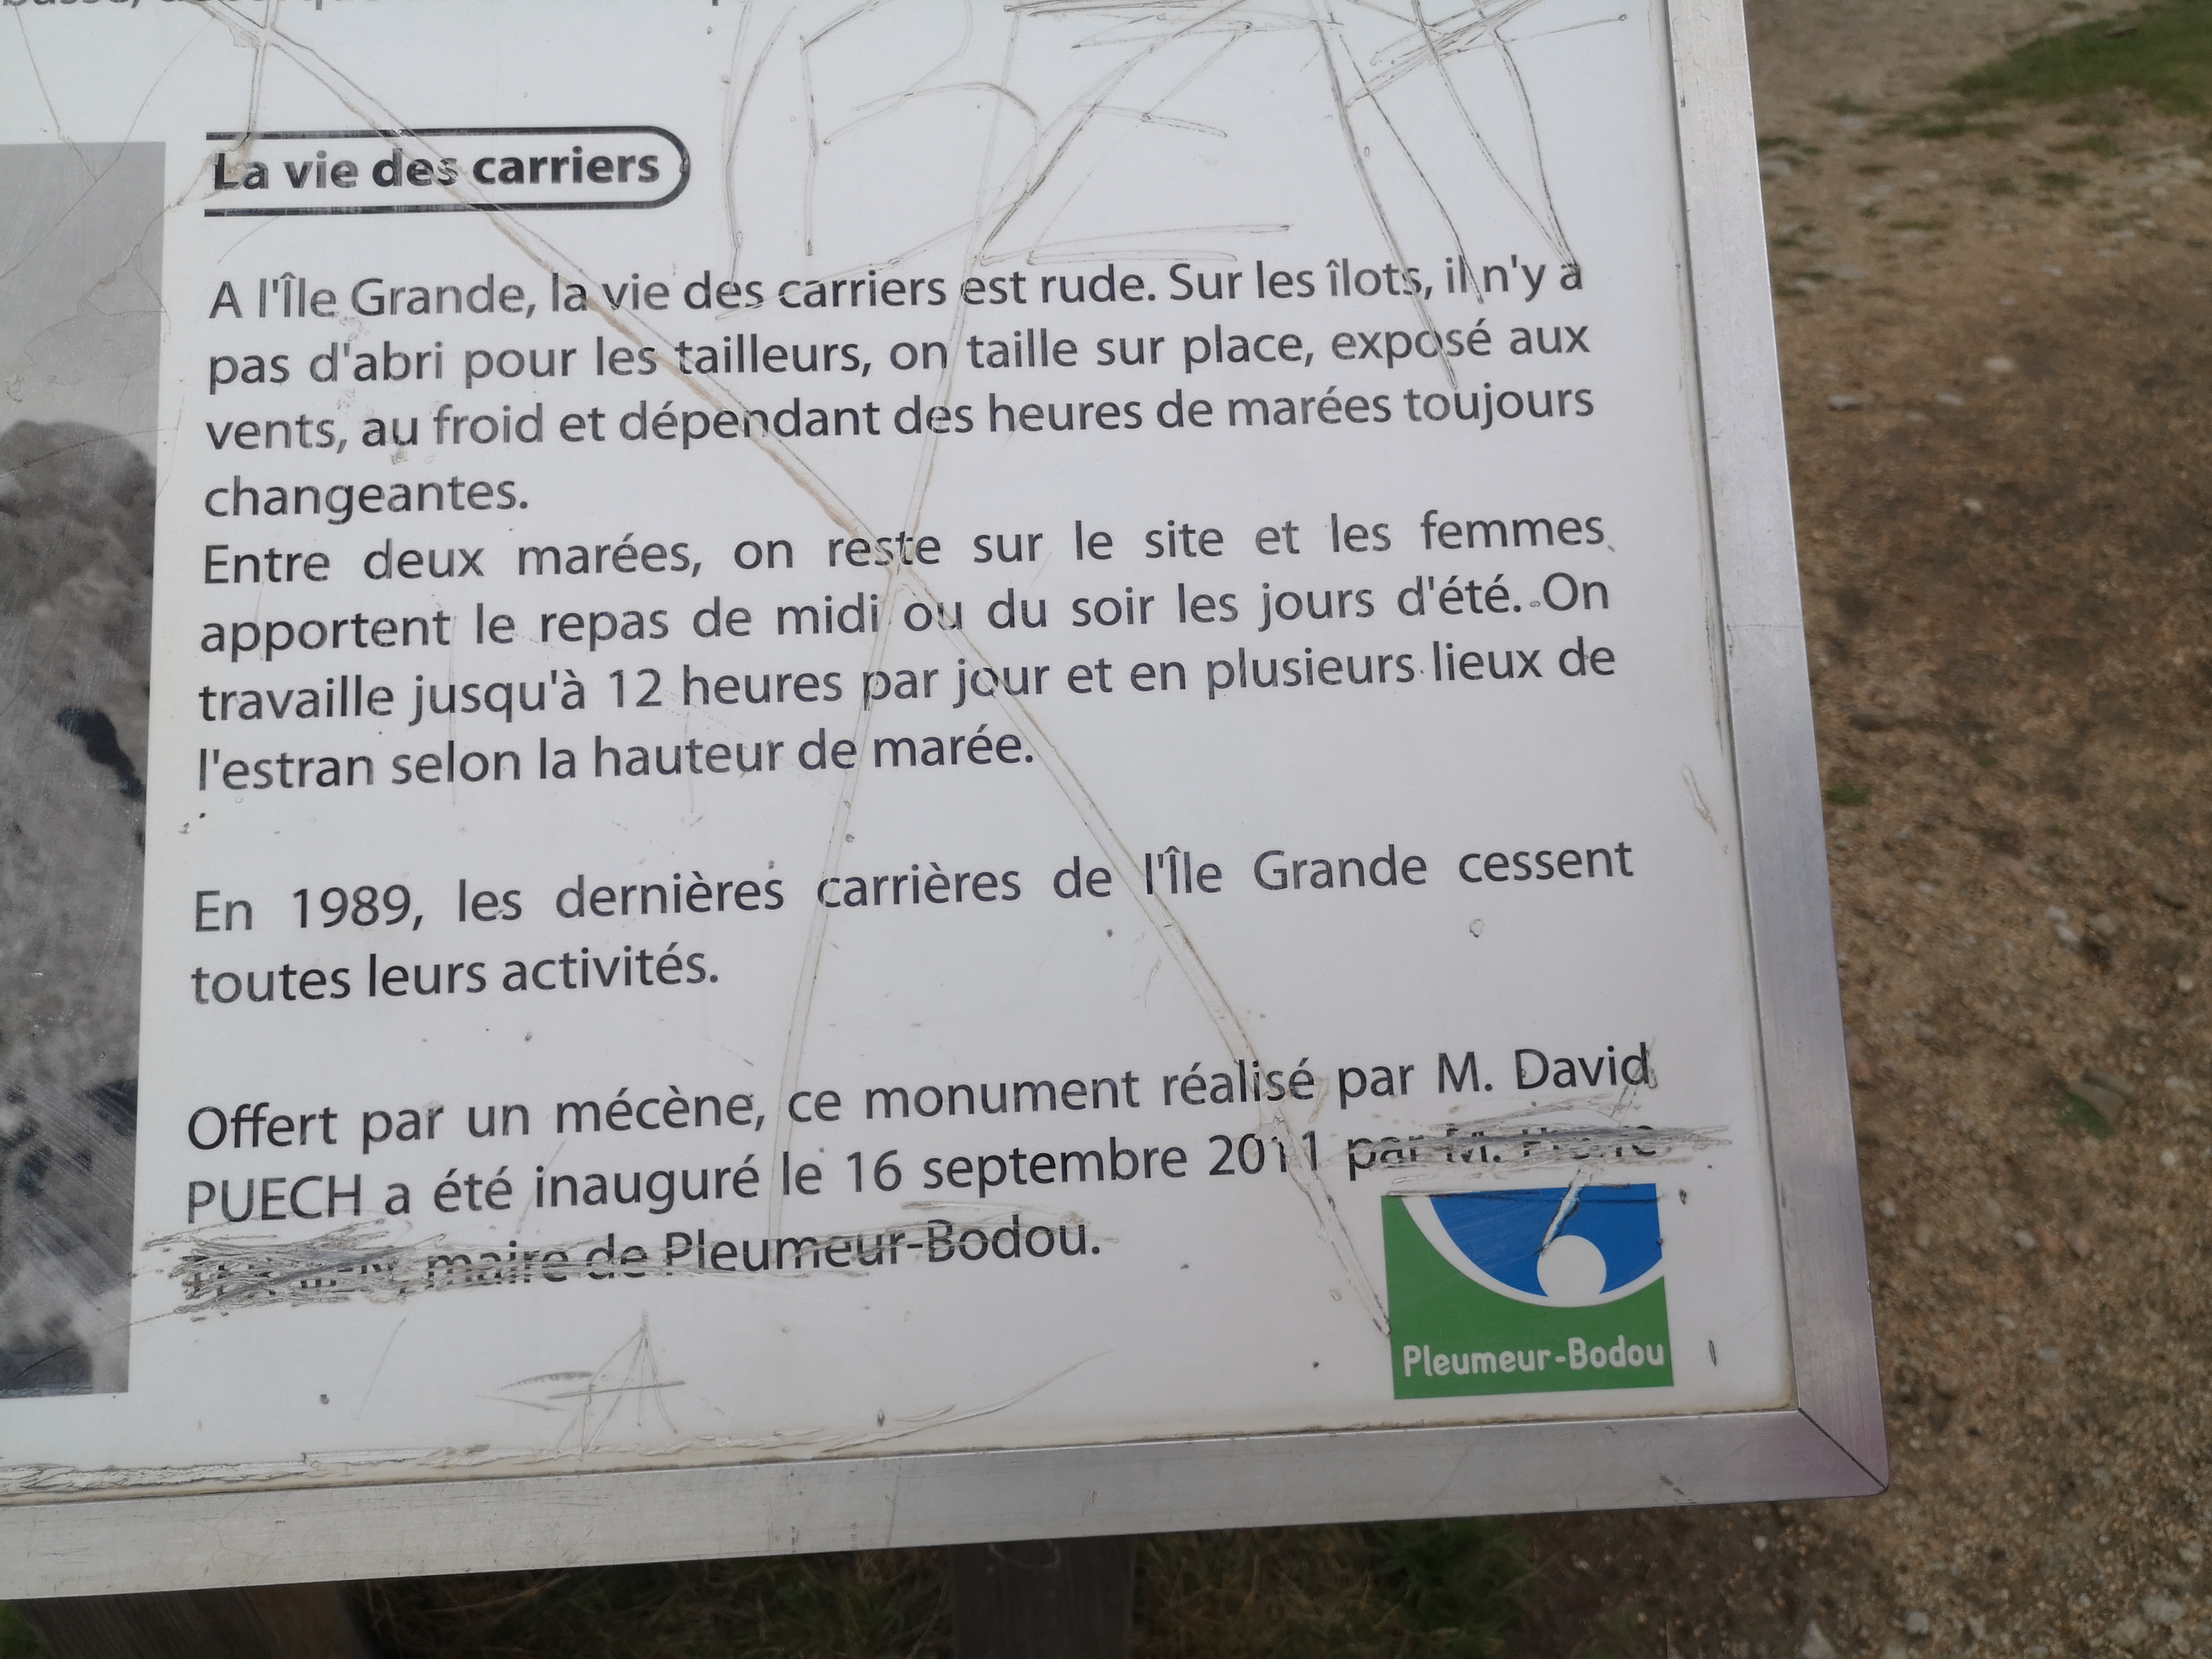 La vie des carriers
A l'Île Grande, la vie des carriers est rude. Sur les îlots, il n'y a
pas d'abri pour les tailleurs, on taille sur place, exposé aux
vents, au froid et dépendant des heures de marées toujours
changeantes.
Entre deux marées, on reste sur le site et les femmes
apportent le repas de midi ou du soir les jours d'été. On
travaille jusqu'à 12 heures par jour et en plusieurs lieux de
l'estran selon la hauteur de marée.
En 1989, les dernières carrières de l'Île Grande cessent
toutes leurs activités.
Offert par un mécène, ce monument réalisé par M. David
PUECH a été inauguré le 16 septembre 2011 par M.
maire de Pleumeur-Bodou.
Pleumeur-Bodou